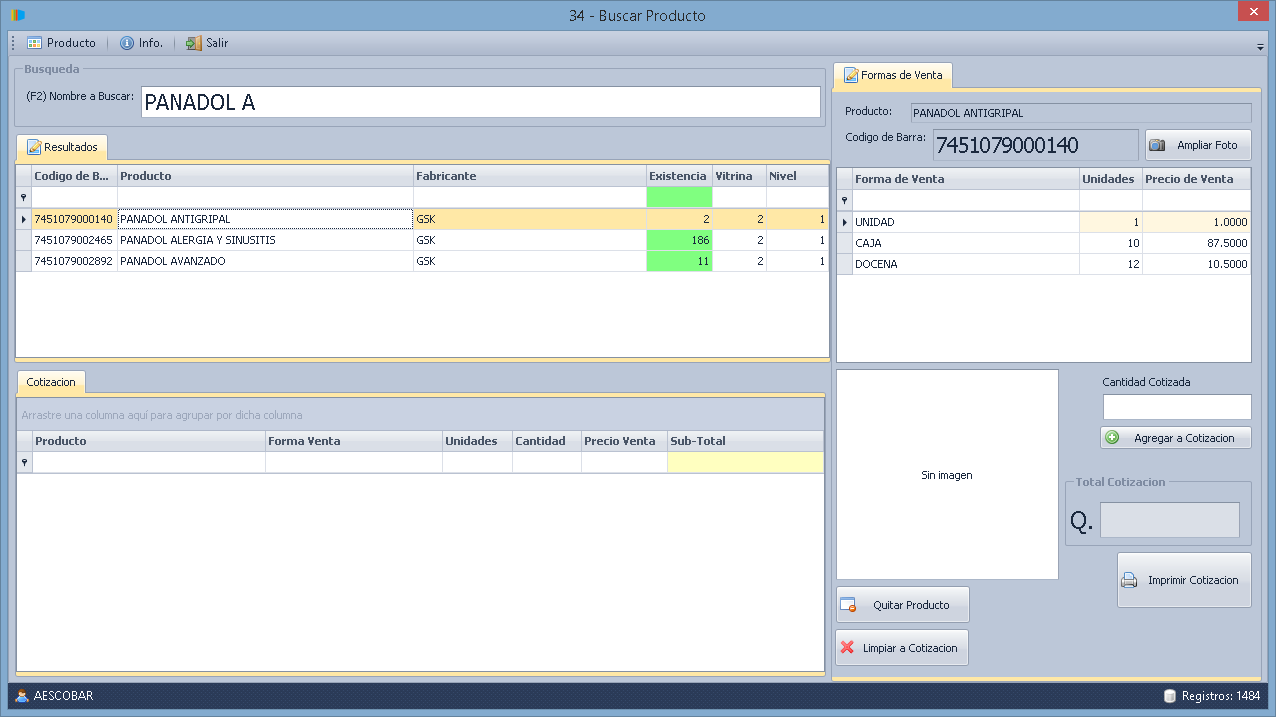 34 - Buscar Producto
Producto Info. Salir
Busqueda
(F2) Nombre a Buscar: PANADOL A
Resultados
Codigo de B... Producto Fabricante Existencia Vitrina Nivel
7451079000140 PANADOL ANTIGRIPAL GSK 2 2 1
7451079002465 PANADOL ALERGIA Y SINUSITIS GSK 186 2 1
7451079002892 PANADOL AVANZADO GSK 11 2 1
Cotizacion
Arrastre una columna aquí para agrupar por dicha columna
Producto Forma Venta Unidades Cantidad Precio Venta Sub-Total
Formas de Venta
Producto: PANADOL ANTIGRIPAL
Codigo de Barra: 7451079000140 Ampliar Foto
Forma de Venta Unidades Precio de Venta
UNIDAD 1 1.0000
CAJA 10 87.5000
DOCENA 12 10.5000
Sin imagen
Cantidad Cotizada
Agregar a Cotizacion
Total Cotizacion
Q.
Imprimir Cotizacion
Quitar Producto
Limpiar a Cotizacion
AESCOBAR Registros: 1484